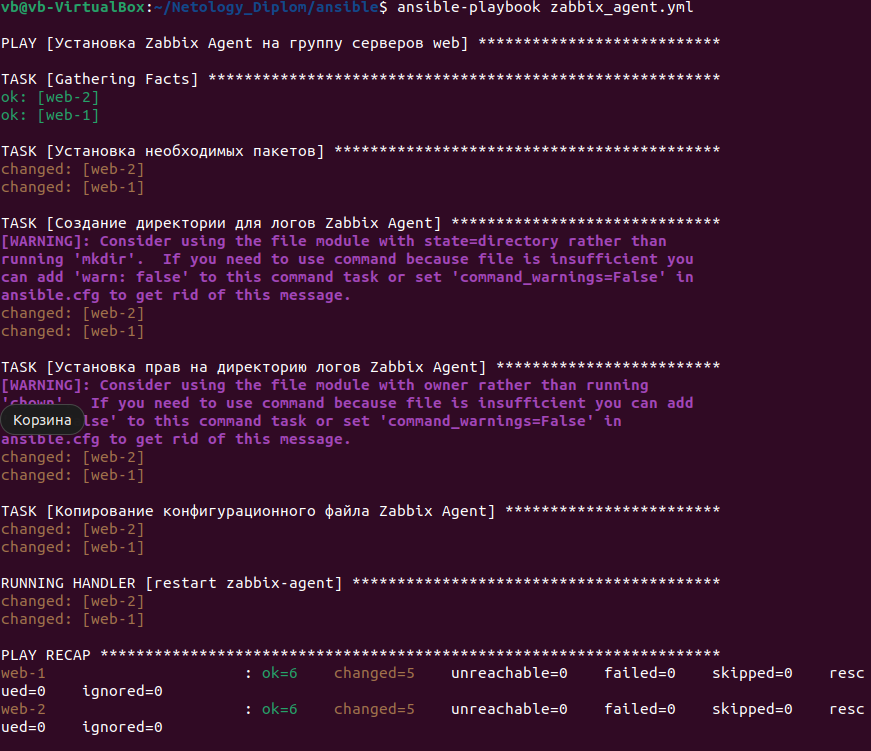 vb@vb-VirtualBox:~/Netology_Diplom/ansible$ ansible-playbook zabbix_agent.yml
PLAY [Установка Zabbix Agent на группу серверов web] ***************************
TASK [Gathering Facts] *********************************************************
ok: [web-2]
ok: [web-1]
TASK [Установка необходимых пакетов] *******************************************
changed: [web-2]
changed: [web-1]
TASK [Создание директории для логов Zabbix Agent] ******************************
[WARNING]: Consider using the file module with state=directory rather than
running 'mkdir'.  If you need to use command because file is insufficient you
can add 'warn: false' to this command task or set 'command_warnings=False' in
ansible.cfg to get rid of this message.
changed: [web-2]
changed: [web-1]
TASK [Установка прав на директорию логов Zabbix Agent] *************************
[WARNING]: Consider using the file module with owner rather than running
'chown'.  If you need to use command because file is insufficient you can add
Корзина lse' to this command task or set 'command_warnings=False' in
ansible.cfg to get rid of this message.
changed: [web-2]
changed: [web-1]
TASK [Копирование конфигурационного файла Zabbix Agent] ************************
changed: [web-2]
changed: [web-1]
RUNNING HANDLER [restart zabbix-agent] *****************************************
changed: [web-2]
changed: [web-1]
PLAY RECAP *********************************************************************
web-1                      : ok=6    changed=5    unreachable=0    failed=0    skipped=0    resc
ued=0    ignored=0
web-2                      : ok=6    changed=5    unreachable=0    failed=0    skipped=0    resc
ued=0    ignored=0